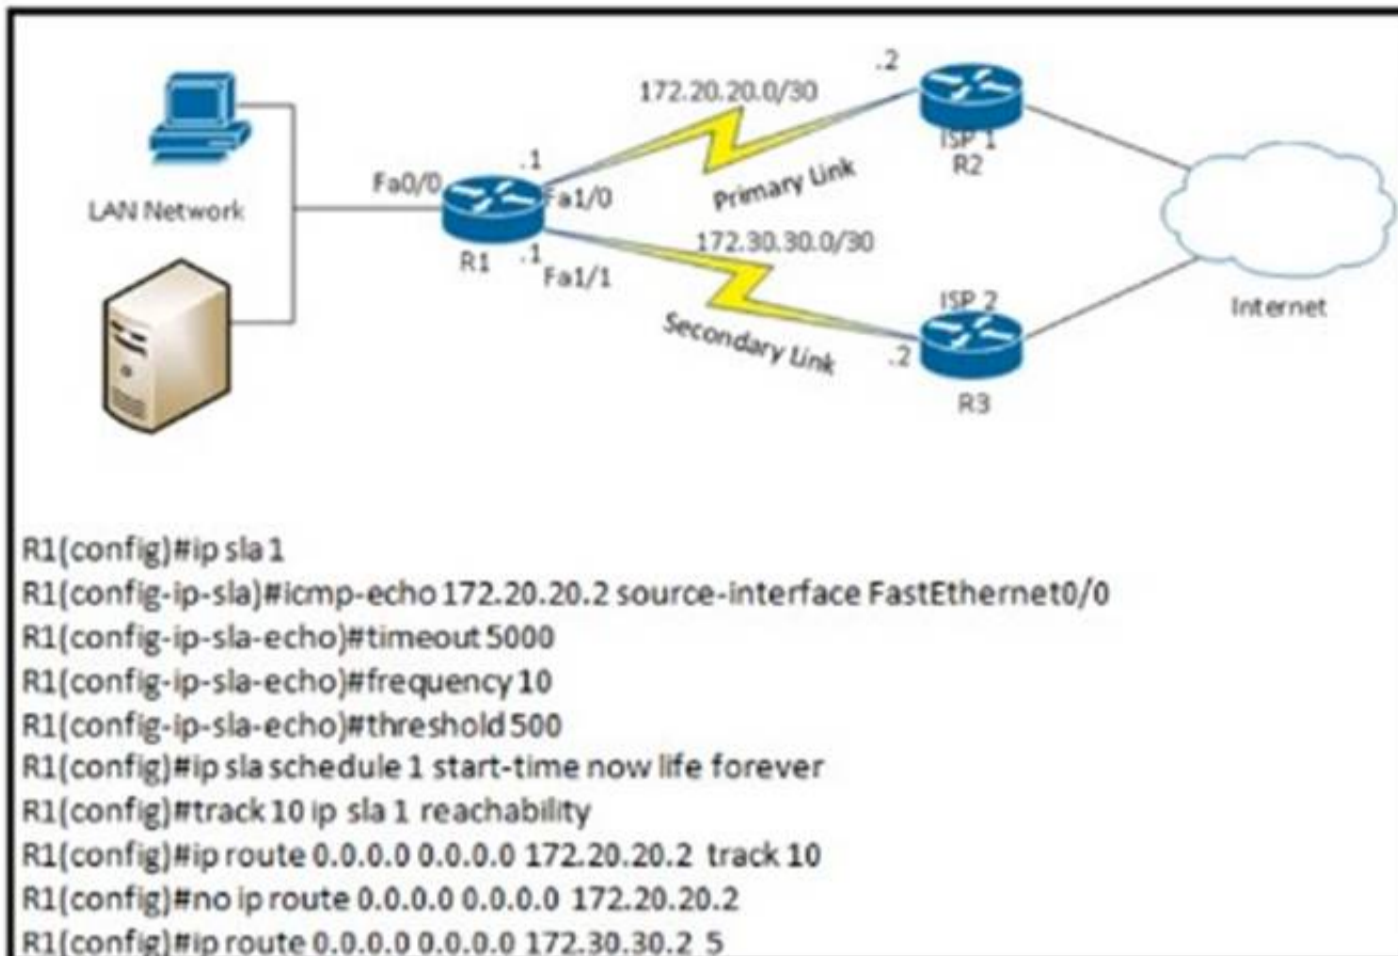 .2
172.20.20.0/30
ISP 1
R2
.1
Fa0/0
Fa1/0
Primary Link
LAN Network
172.30.30.0/30
R1
.1
Fa1/1
ISP 2
Internet
Secondary Link
.2
R3
R1(config)#ip sla 1
R1(config-ip-sla)#icmp-echo 172.20.20.2 source-interface FastEthernet0/0
R1(config-ip-sla-echo)#timeout 5000
R1(config-ip-sla-echo)#frequency 10
R1(config-ip-sla-echo)#threshold 500
R1(config)#ip sla schedule 1 start-time now life forever
R1(config)#track 10 ip sla 1 reachability
R1(config)#ip route 0.0.0.0 0.0.0.0 172.20.20.2 track 10
R1(config)#no ip route 0.0.0.0 0.0.0.0 172.20.20.2
R1(config)#ip route 0.0.0.0 0.0.0.0 172.30.30.2 5